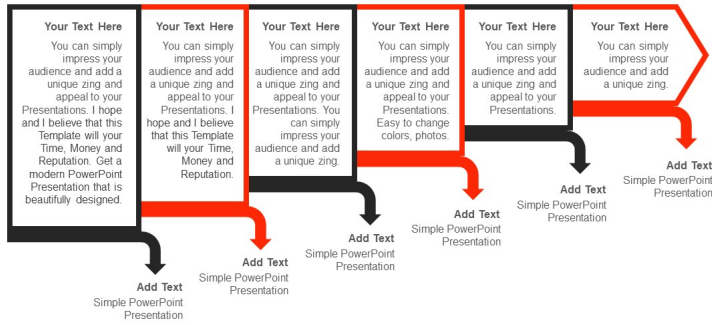 Your Text Here
You can simply
impress your
audience and add
a unique zing and
appeal to your
Presentations. I hope
and I believe that this
Template will your
Time, Money and
Reputation. Get a
modern PowerPoint
Presentation that is
beautifully designed.
Add Text
Simple PowerPoint
Presentation
Your Text Here
You can simply
impress your
audience and add
a unique zing and
appeal to your
Presentations. I
hope and I believe
that this Template
will your Time,
Money and
Reputation.
Add Text
Simple PowerPoint
Presentation
Your Text Here
You can simply
impress your
audience and add
a unique zing and
appeal to your
Presentations. You
can simply
impress your
audience and add
a unique zing.
Add Text
Simple PowerPoint
Presentation
Your Text Here
You can simply
impress your
audience and add
a unique zing and
appeal to your
Presentations.
Easy to change
colors, photos.
Add Text
Simple PowerPoint
Presentation
Your Text Here
You can simply
impress your
audience and add
a unique zing and
appeal to your
Presentations.
Add Text
Simple PowerPoint
Presentation
Your Text Here
You can simply
impress your
audience and add
a unique zing.
Add Text
Simple PowerPoint
Presentation